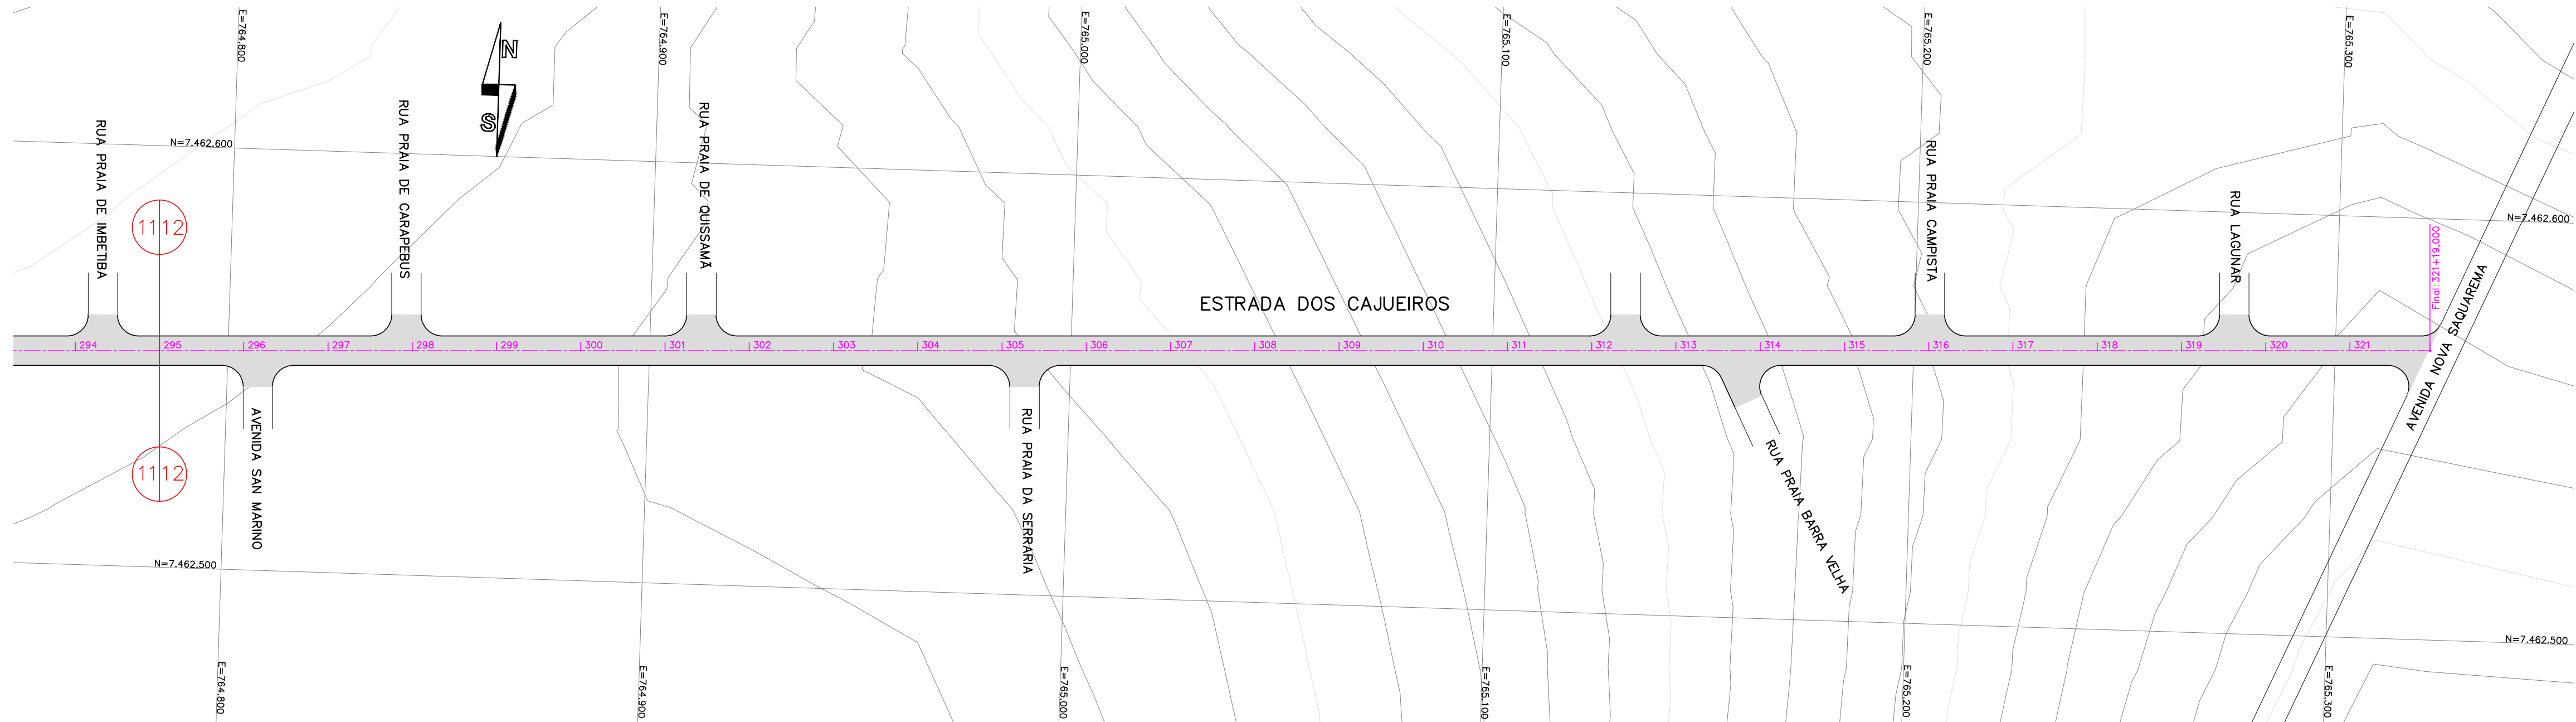 E=764.800
E=764.900
E=765.000
E=765.100
E=765.200
E=765.300
N
S
N=7.462.600
N=7.462.600
RUA PRAIA DE IMBETIBA
RUA PRAIA DE CARAPEBUS
RUA PRAIA DE QUISSAMÃ
RUA PRAIA CAMPISTA
RUA LAGUNAR
1112
Final: 321+19,000
ESTRADA DOS CAJUEIROS
294 295 296 297 298 299 300 301 302 303 304 305 306 307 308 309 310 311 312 313 314 315 316 317 318 319 320 321
AVENIDA NOVA SAQUAREMA
AVENIDA SAN MARINO
RUA PRAIA DA SERRARIA
RUA PRAIA BARRA VELHA
1112
N=7.462.500
N=7.462.500
E=764.800
E=764.900
E=765.000
E=765.100
E=765.200
E=765.300